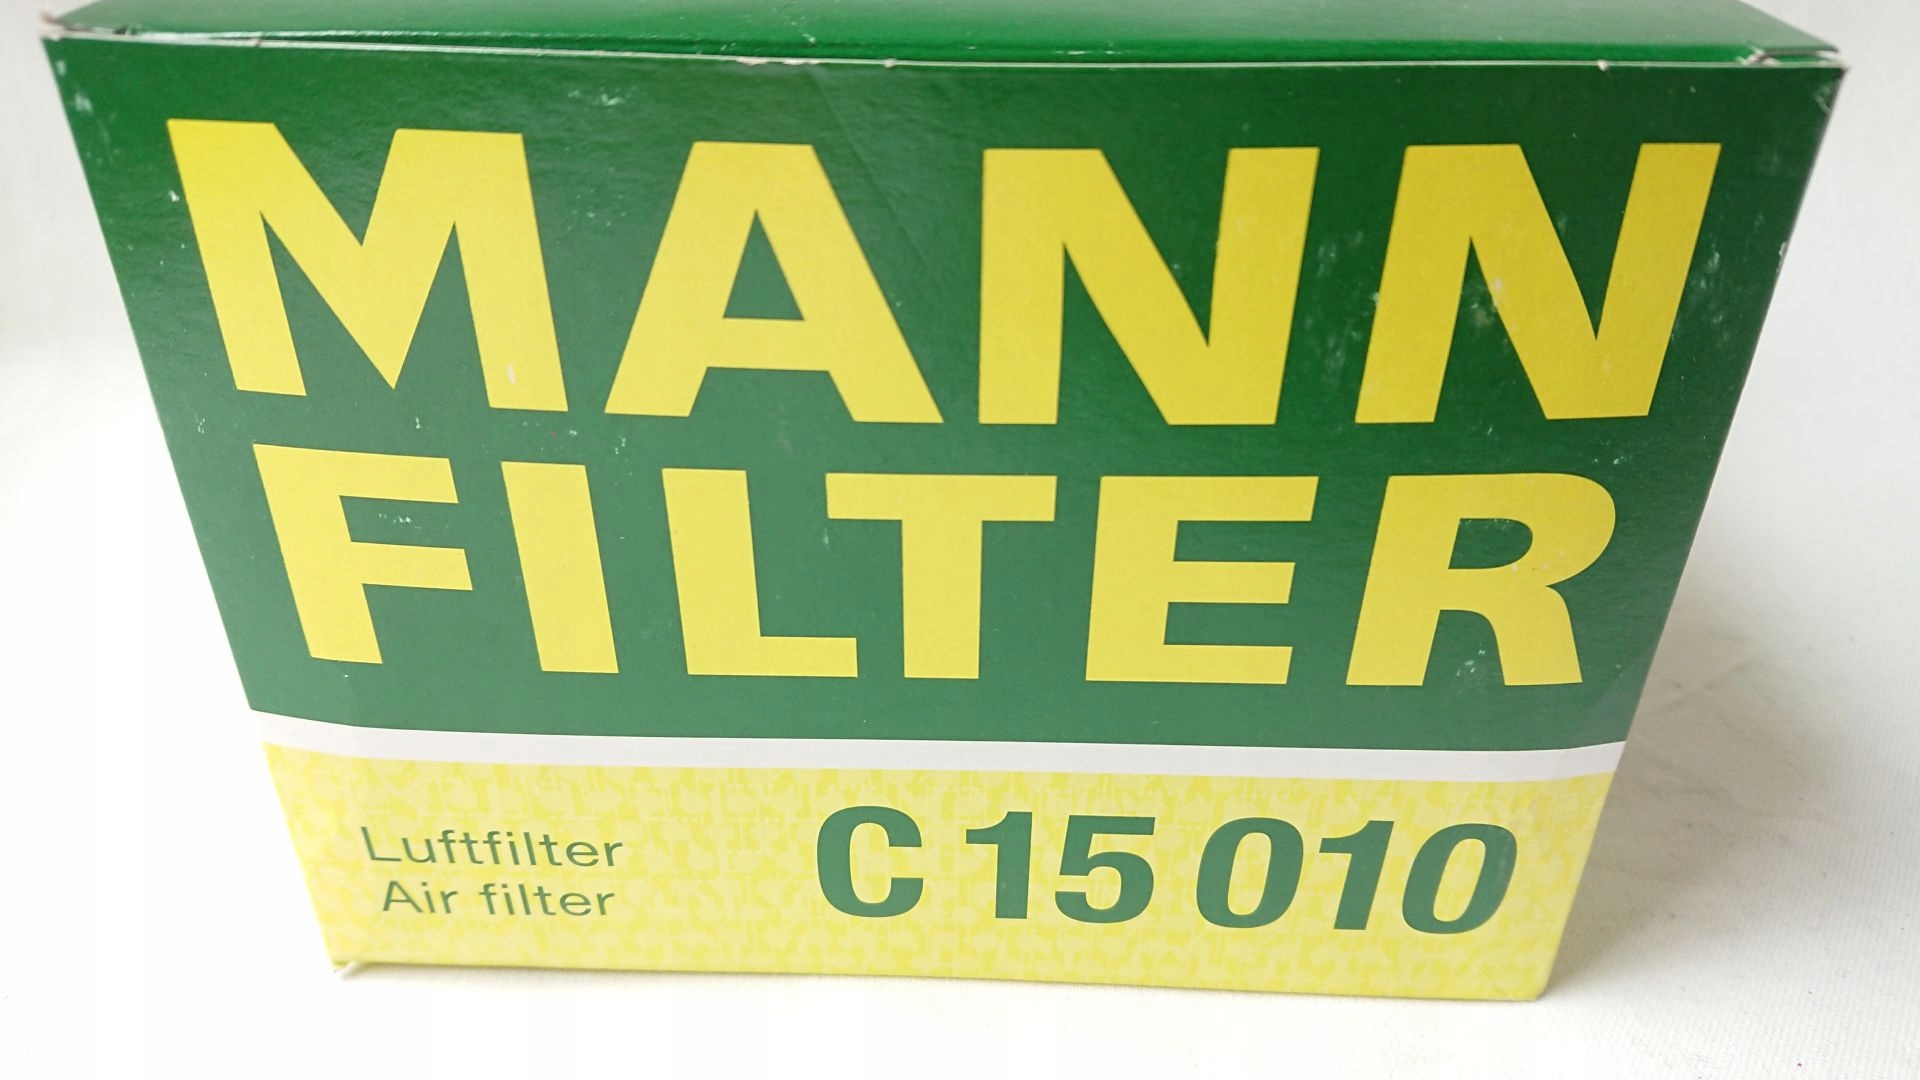 MANN
FILTER
Luftfilter
Air filter
C 15 010